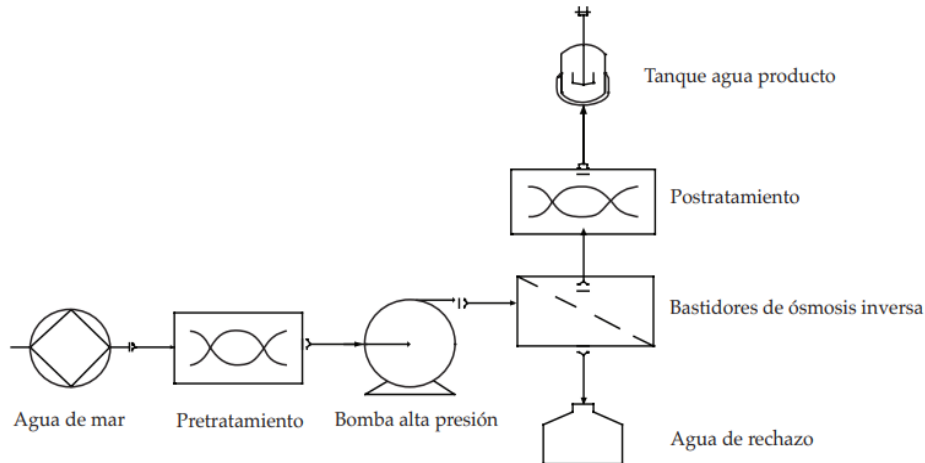 Tanque agua producto
Postratamiento
Bastidores de ósmosis inversa
Agua de mar
Pretratamiento
Bomba alta presión
Agua de rechazo